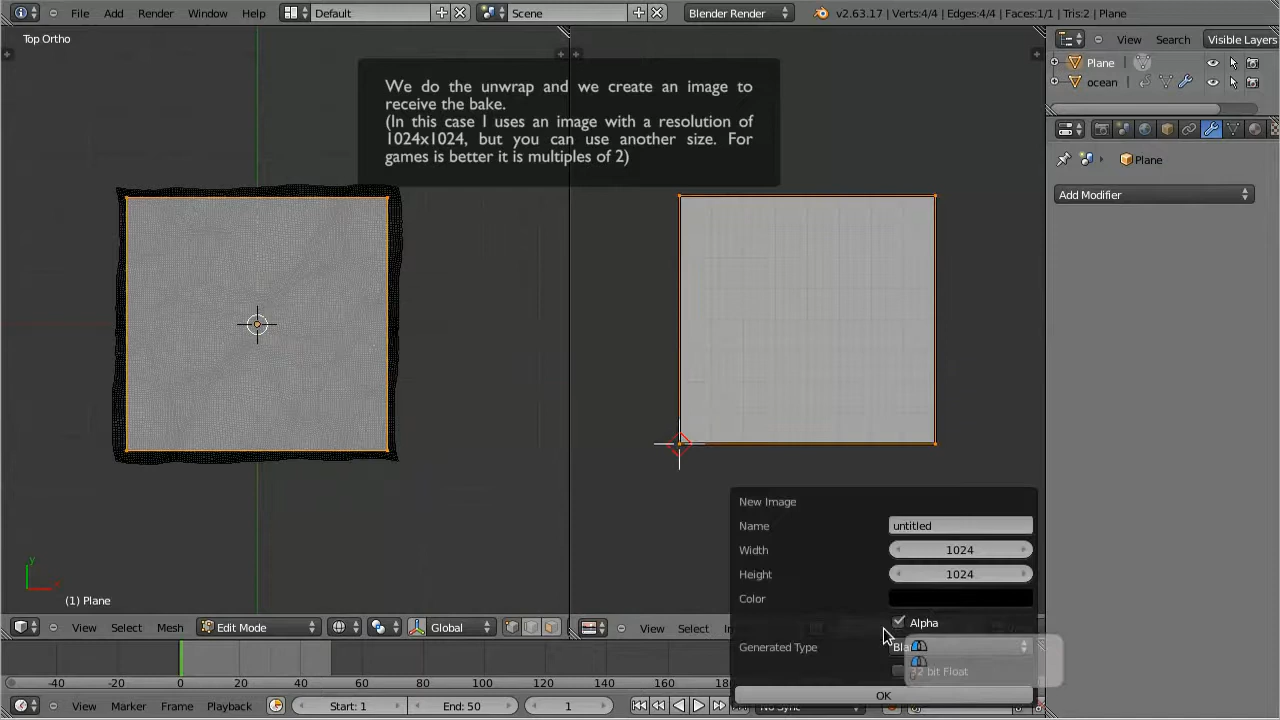 File Add Render Window Help Default Scene Blender Render v2.63.17 | Verts:4/4 | Edges:4/4 | Faces:1/1 | Tris:2 | Plane
Top Ortho
View Search Visible Layers
Plane
ocean
We do the unwrap and we create an image to
receive the bake.
(In this case I uses an image with a resolution of
1024x1024, but you can use another size. For
games is better it is multiples of 2)
Plane
Add Modifier
New Image
Name untitled
Width 1024
Height 1024
Color
Alpha
Generated Type
32 bit Float
OK
y
(1) Plane
View Select Mesh Edit Mode Global View Select
-40 -20 0 20 40 60 80 100 120 140 160
View Marker Frame Playback Start: 1 End: 50 1 No Sync